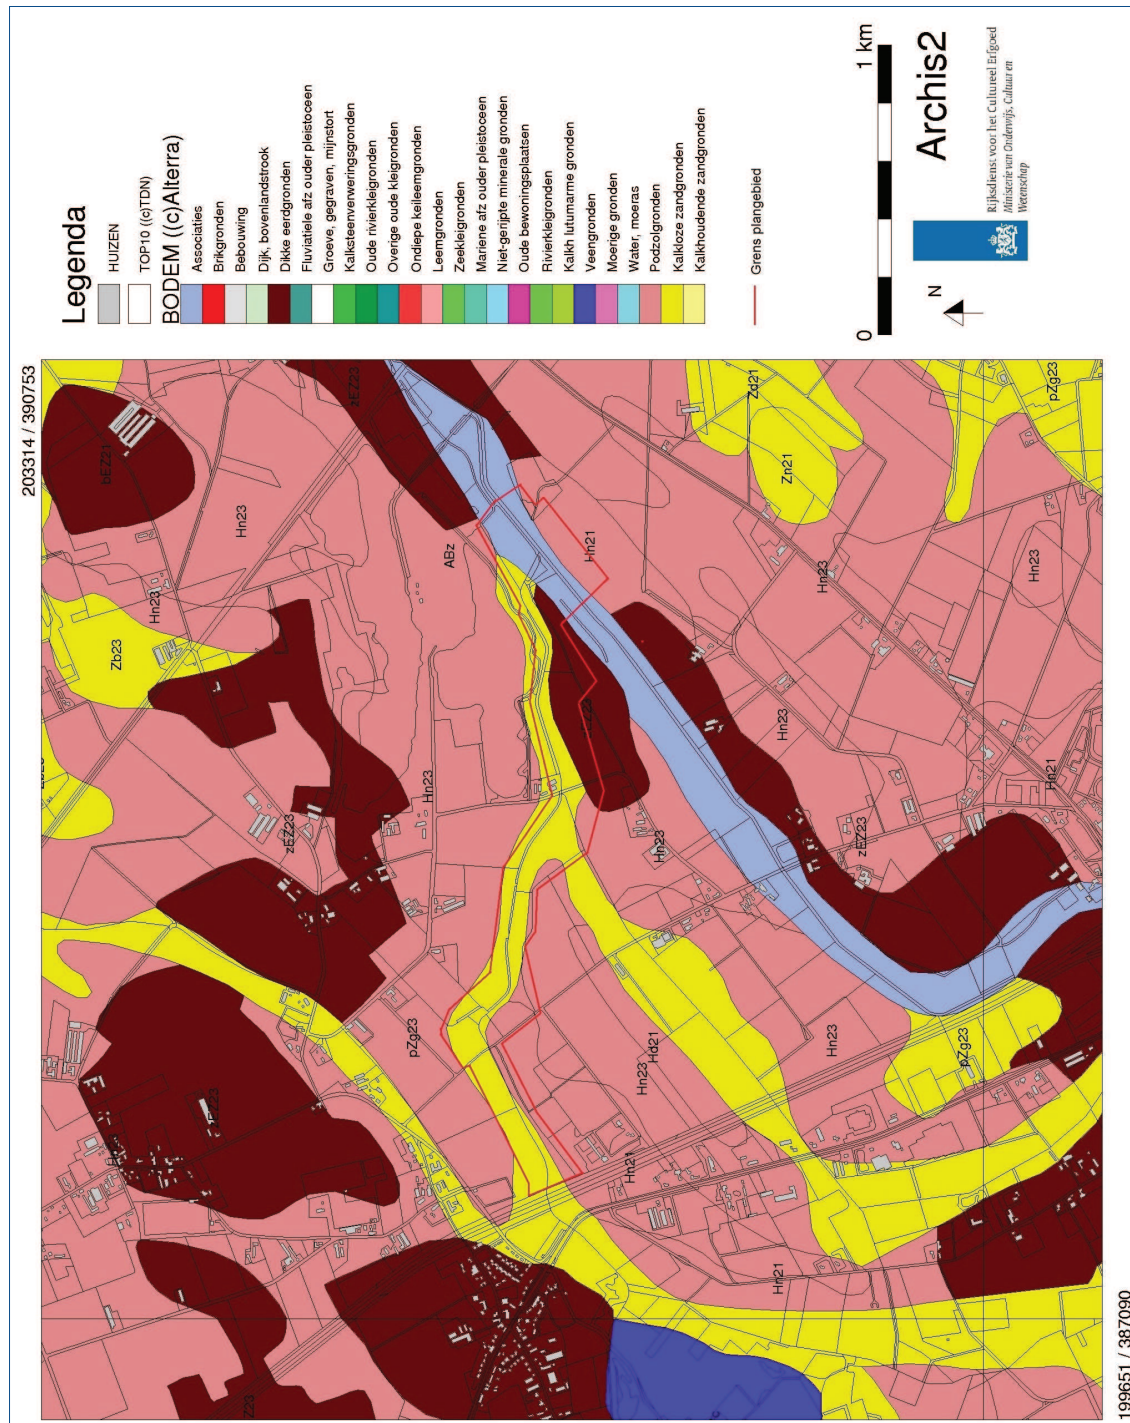 Legenda
HUIZEN
TOP10 ((c)TDN)
BODEM ((c)Alterra)
Associaties
Brikgronden
Bebouwing
Dijk, bovenlandstrook
Dikke eerdgronden
Fluviatiele afz ouder pleistoceen
Groeve, gegraven, mijnstort
Kalksteenverweringsgronden
Oude rivierkleigronden
Overige oude kleigronden
Ondiepe keileemgronden
Leemgronden
Zeekleigronden
Mariene afz ouder pleistoceen
Niet-gerijpte minerale gronden
Oude bewoningsplaatsen
Rivierkleigronden
Kalkh lutumarme gronden
Veengronden
Moerige gronden
Water, moeras
Podzolgronden
Kalkloze zandgronden
Kalkhoudende zandgronden
Grens plangebied
0
1 km
N
Archis2
Rijksdienst voor het Cultureel Erfgoed
Ministerie van Onderwijs, Cultuur en
Wetenschap
203314 / 390753
199651 / 387090
bEZ21
zEZ23
Hn23
ABz
Hn21
Zd21
Zn21
pZg23
Hn23
Hn23
Hn23
Zb23
Hn23
zEZ23
Hn23
Hn23
zEZ23
Hn21
Hn23
pZg23
Hn23
Hd21
Hn23
pZg23
Hn21
Hn21